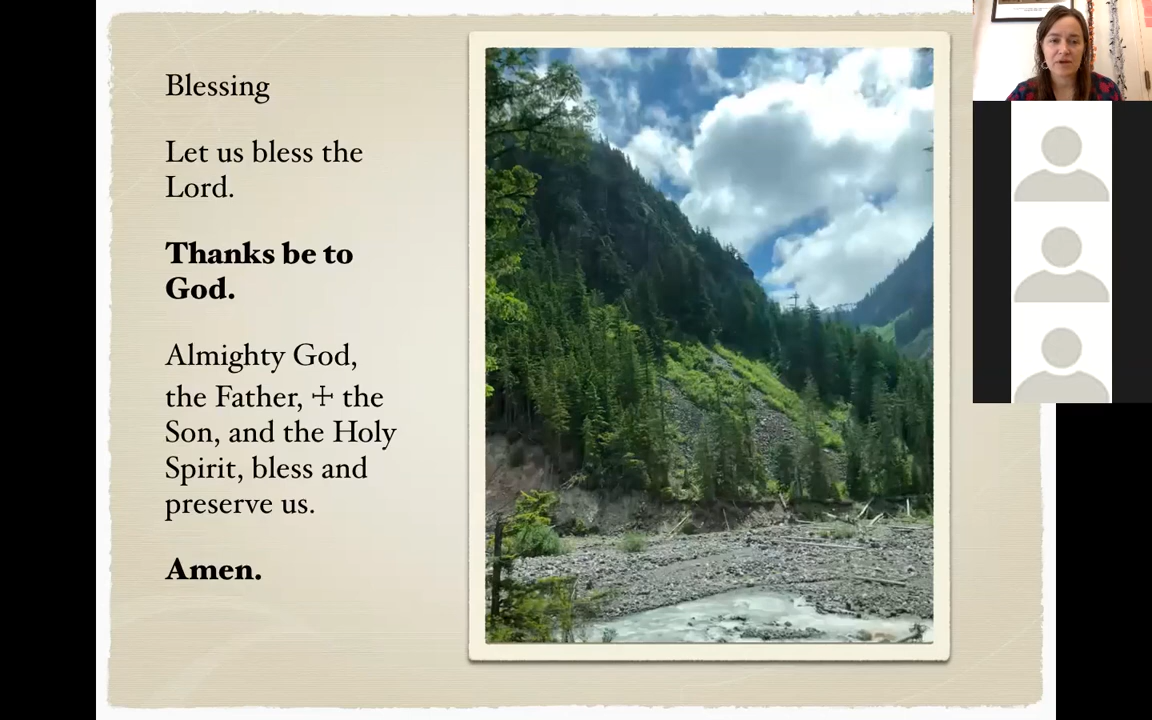 Blessing
Let us bless the
Lord.
Thanks be to
God.
Almighty God,
the Father, ☩ the
Son, and the Holy
Spirit, bless and
preserve us.
Amen.